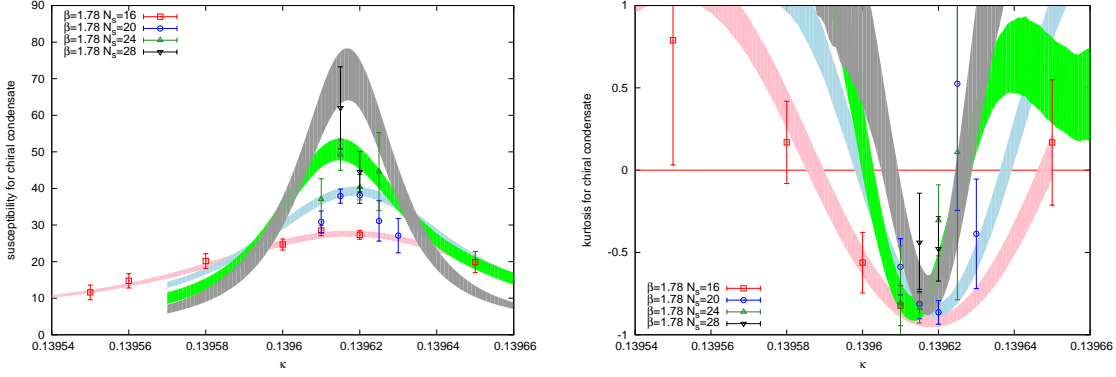 susceptibility for chiral condensate
90
80
70
60
50
40
30
20
10
0
β=1.78 Nₛ=16
β=1.78 Nₛ=20
β=1.78 Nₛ=24
β=1.78 Nₛ=28
0.13954 0.13956 0.13958 0.1396 0.13962 0.13964 0.13966
κ
kurtosis for chiral condensate
1
0.5
0
-0.5
-1
β=1.78 Nₛ=16
β=1.78 Nₛ=20
β=1.78 Nₛ=24
β=1.78 Nₛ=28
0.13954 0.13956 0.13958 0.1396 0.13962 0.13964 0.13966
κ